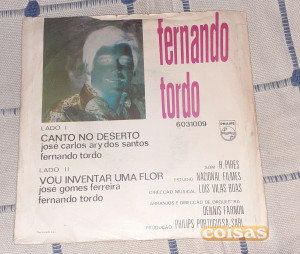 fernando
tordo
6031009
PHILIPS
LADO I
CANTO NO DESERTO
josé carlos ary dos santos
fernando tordo
LADO II
VOU INVENTAR UMA FLOR
josé gomes ferreira
fernando tordo
SOM H. PIRES
ESTÚDIO NACIONAL FILMES
DIRECÇÃO MUSICAL LUIS VILAS BOAS
ARRANJOS E DIRECÇÃO DE ORQUESTRA
DENNIS FARNON
PHILIPS PORTUGUESA SARL
coisas